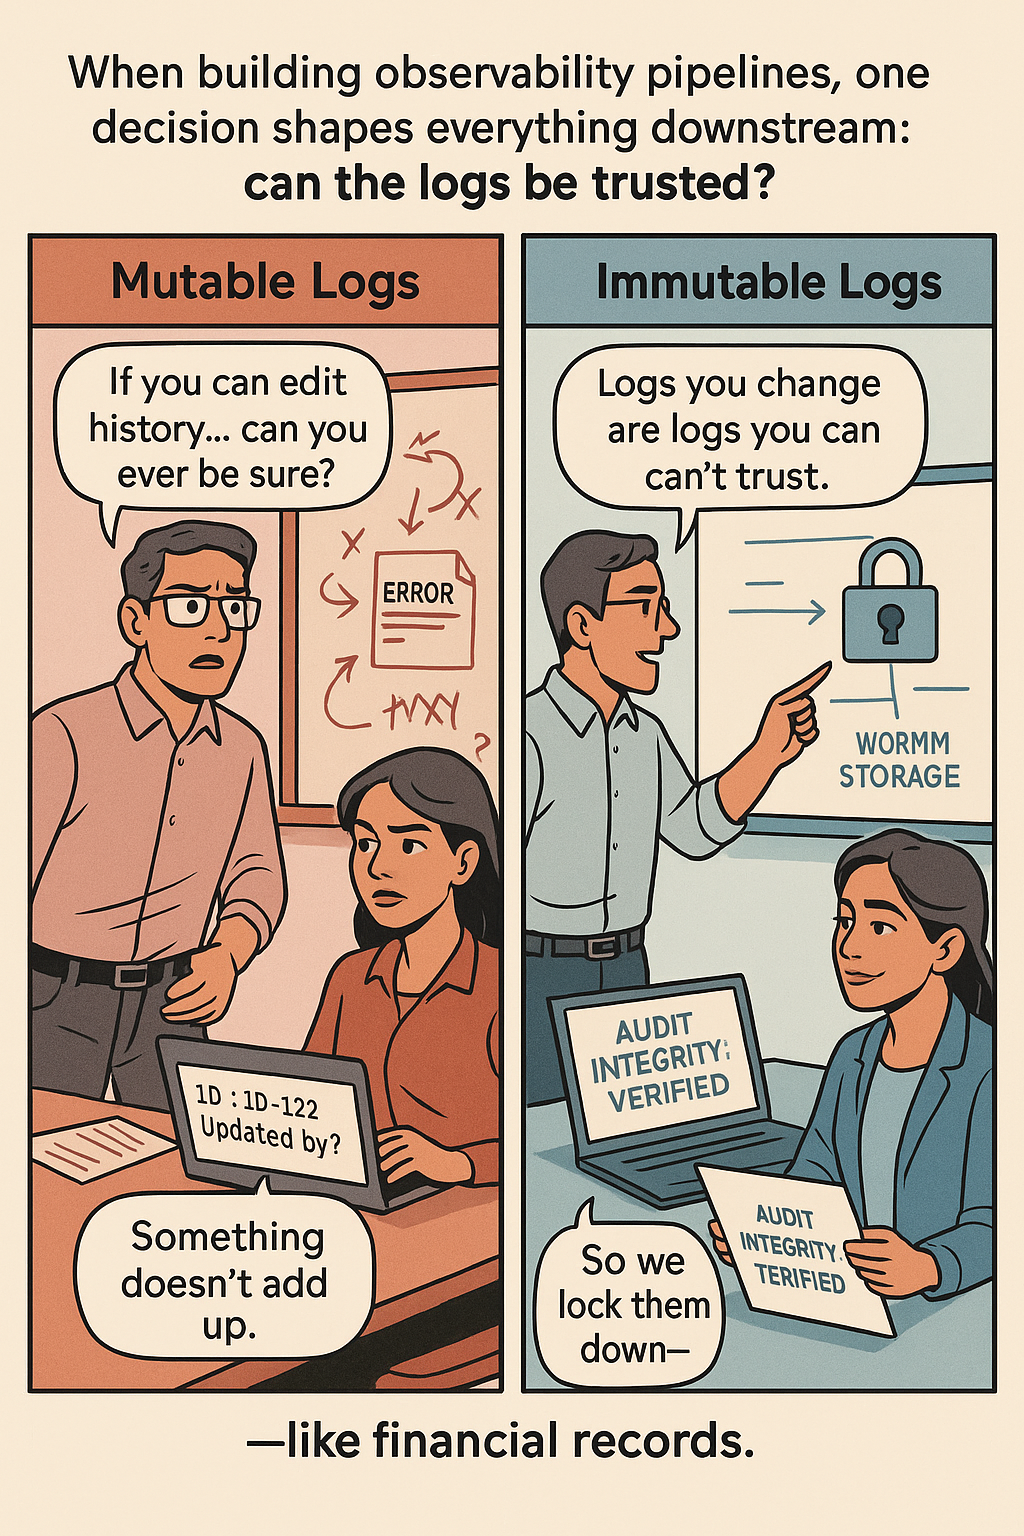 When building observability pipelines, one
decision shapes everything downstream:
can the logs be trusted?
Mutable Logs
If you can edit
history... can you
ever be sure?
ERROR
?
1D : 1D-122
Updated by?
Something
doesn't add
up.
Immutable Logs
Logs you change
are logs you can
can't trust.
WORMM
STORAGE
AUDIT
INTEGRITY:
VERIFIED
AUDIT
INTEGRITY:
TERIFIED
So we
lock them
down—
—like financial records.